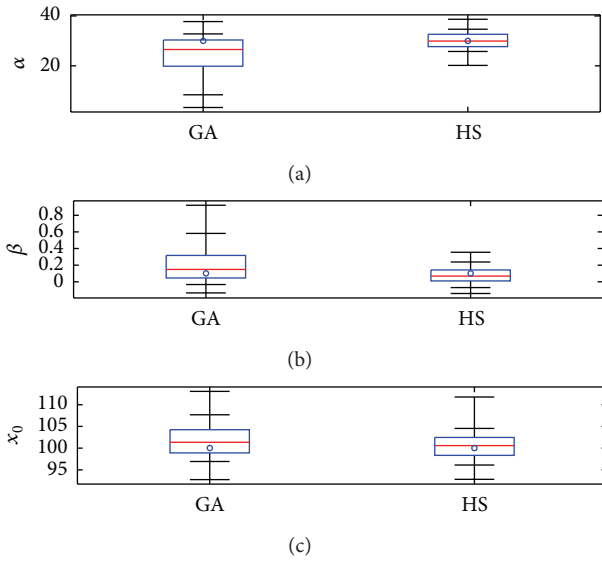 40
20
α
GA HS
(a)
0.8
0.6
0.4
0.2
0
β
GA HS
(b)
110
105
100
95
x₀
GA HS
(c)